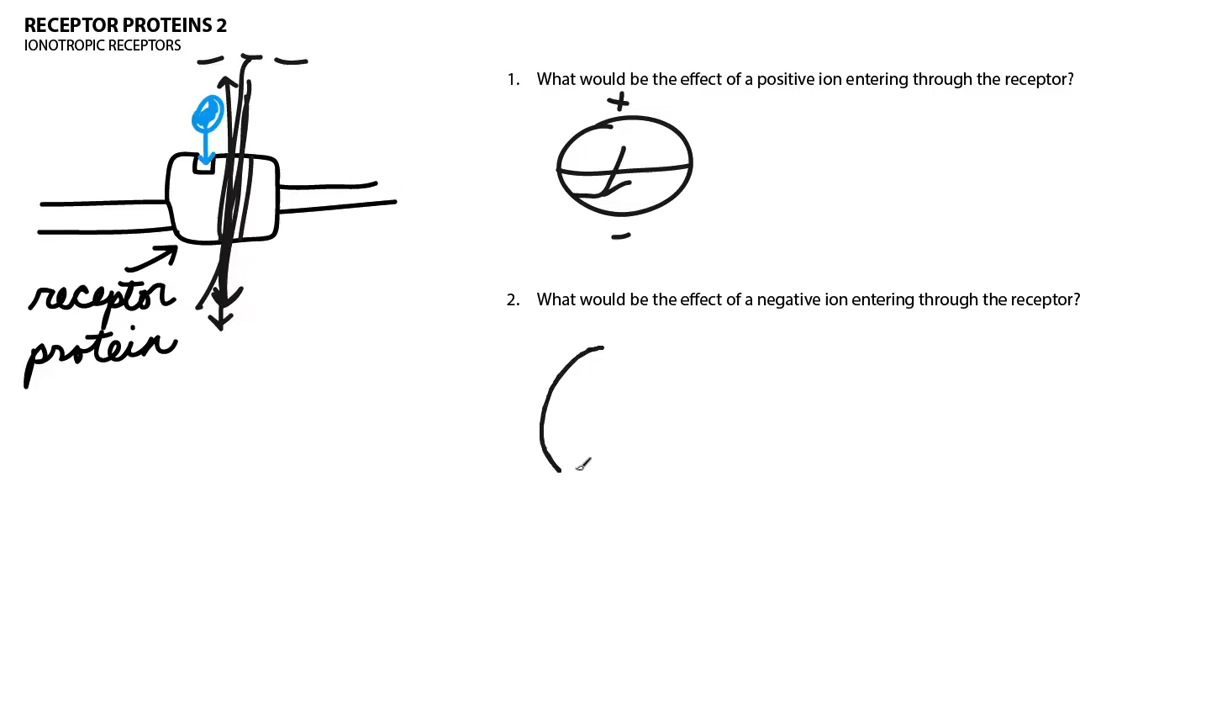 RECEPTOR PROTEINS 2
IONOTROPIC RECEPTORS
receptor
protein
1. What would be the effect of a positive ion entering through the receptor?
+
-
2. What would be the effect of a negative ion entering through the receptor?